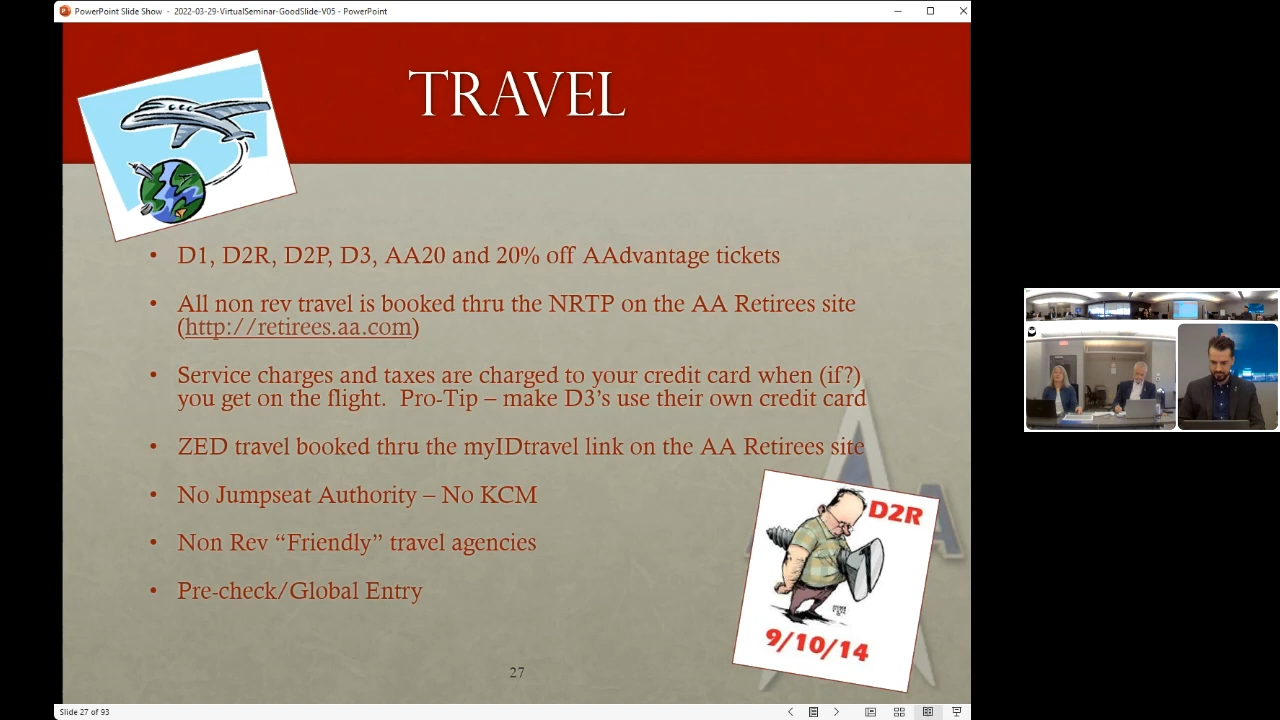 PowerPoint Slide Show - 2022-03-29-VirtualSeminar-GoodSlide-V05 - PowerPoint
TRAVEL
• D1, D2R, D2P, D3, AA20 and 20% off AAdvantage tickets
• All non rev travel is booked thru the NRTP on the AA Retirees site
(http://retirees.aa.com)
• Service charges and taxes are charged to your credit card when (if?)
you get on the flight. Pro-Tip – make D3's use their own credit card
• ZED travel booked thru the myIDtravel link on the AA Retirees site
• No Jumpseat Authority – No KCM
• Non Rev “Friendly” travel agencies
• Pre-check/Global Entry
D2R
9/10/14
27
Slide 27 of 93